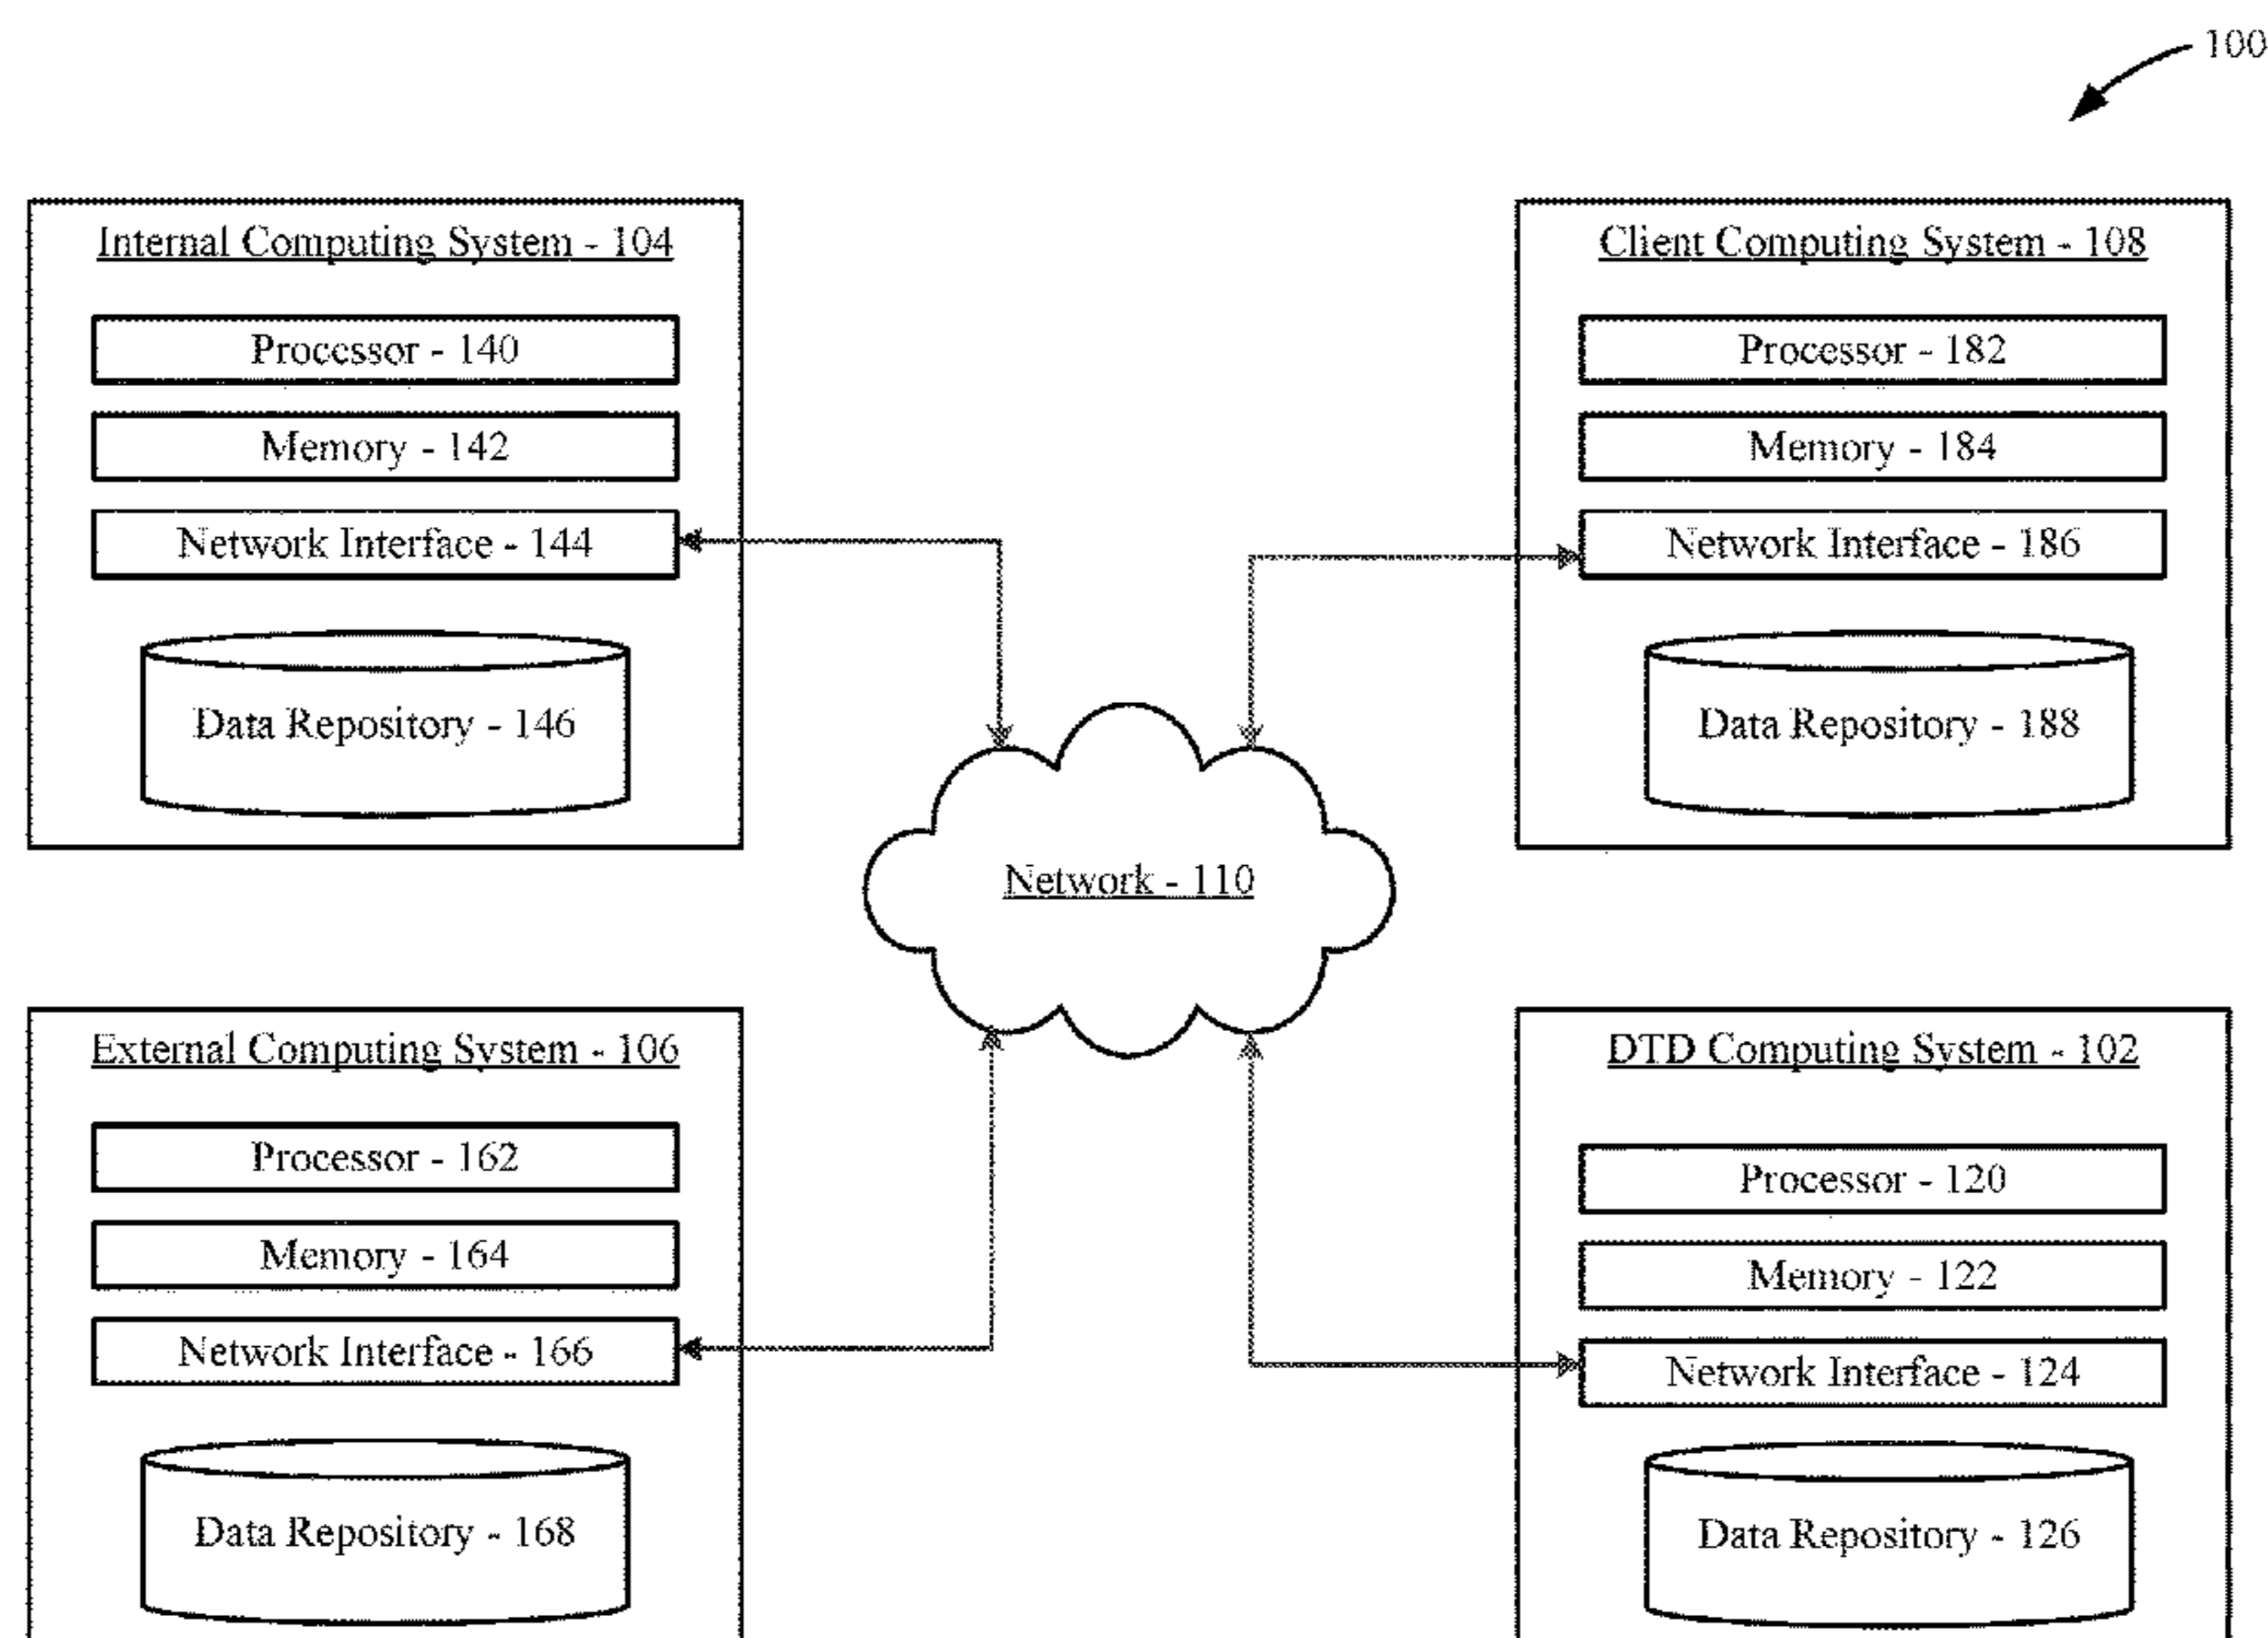 100
Internal Computing System - 104
Processor - 140
Memory - 142
Network Interface - 144
Data Repository - 146
Client Computing System - 108
Processor - 182
Memory - 184
Network Interface - 186
Data Repository - 188
Network - 110
External Computing System - 106
Processor - 162
Memory - 164
Network Interface - 166
Data Repository - 168
DTD Computing System - 102
Processor - 120
Memory - 122
Network Interface - 124
Data Repository - 126